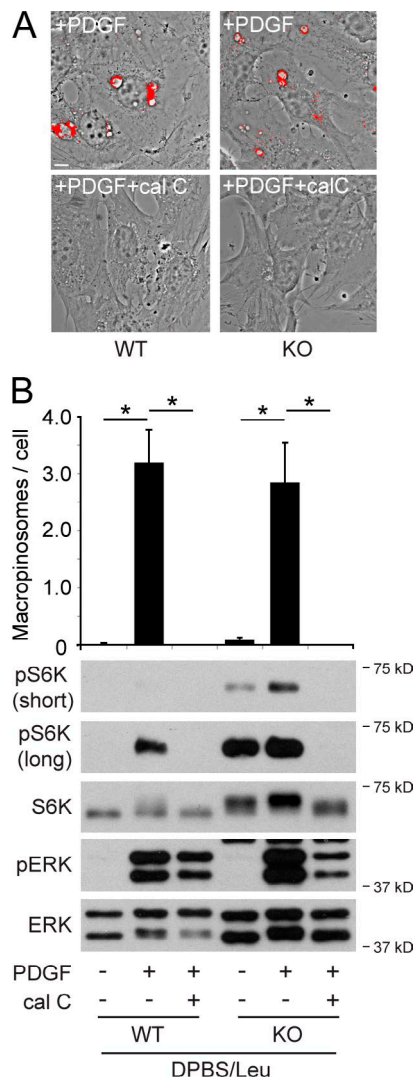 A
+PDGF
+PDGF
+PDGF+cal C
+PDGF+calC
WT
KO
B
Macropinosomes / cell
4.0
3.0
2.0
1.0
0
* * * *
pS6K
(short)
75 kD
pS6K
(long)
75 kD
S6K
75 kD
pERK
37 kD
ERK
37 kD
PDGF - + + - + +
cal C - - + - - +
WT KO
DPBS/Leu